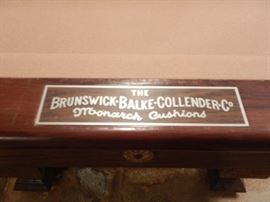 THE
BRUNSWICK-BALKE-COLLENDER-CO
Monarch Cushions